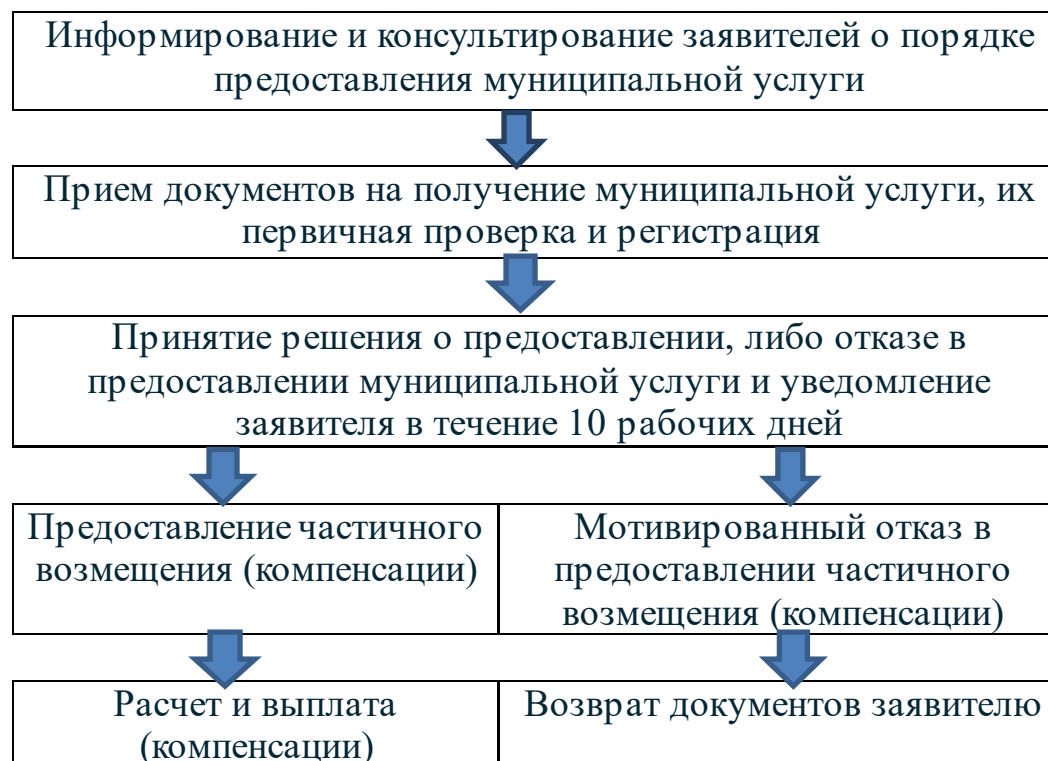 Информирование и консультирование заявителей о порядке
предоставления муниципальной услуги
Прием документов на получение муниципальной услуги, их
первичная проверка и регистрация
Принятие решения о предоставлении, либо отказе в
предоставлении муниципальной услуги и уведомление
заявителя в течение 10 рабочих дней
Предоставление частичного
возмещения (компенсации)
Мотивированный отказ в
предоставлении частичного
возмещения (компенсации)
Расчет и выплата
(компенсации)
Возврат документов заявителю